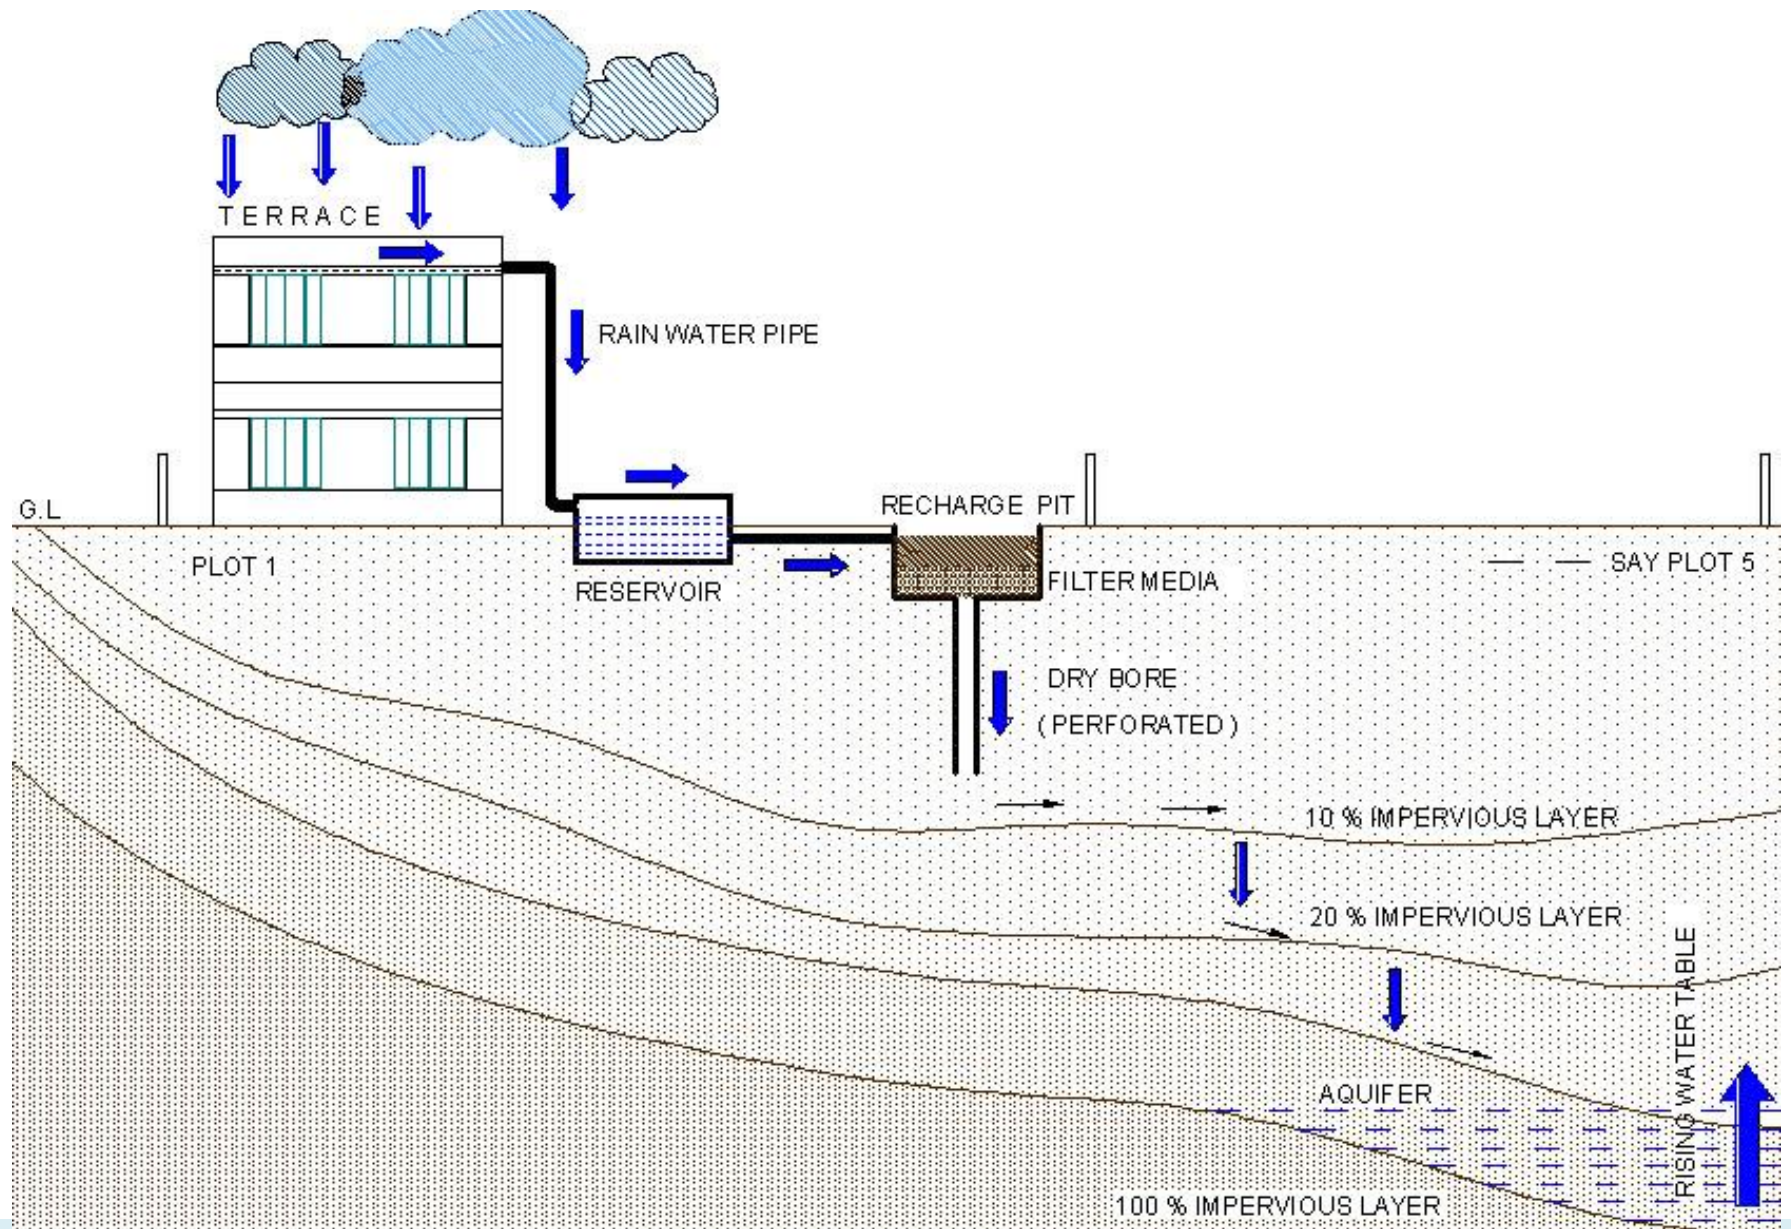 TERRACE
RAIN WATER PIPE
G.L
RECHARGE PIT
PLOT 1
SAY PLOT 5
RESERVOIR
FILTER MEDIA
DRY BORE
(PERFORATED)
10 % IMPERVIOUS LAYER
20 % IMPERVIOUS LAYER
RISING WATER TABLE
AQUIFER
100 % IMPERVIOUS LAYER